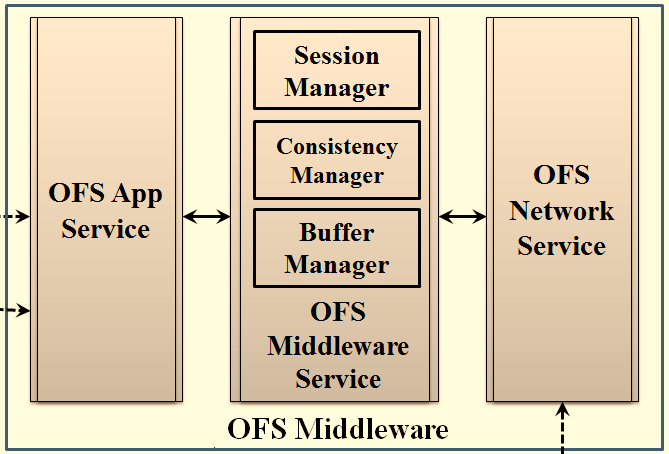 OFS App
Service
Session
Manager
Consistency
Manager
Buffer
Manager
OFS
Middleware
Service
OFS
Network
Service
OFS Middleware